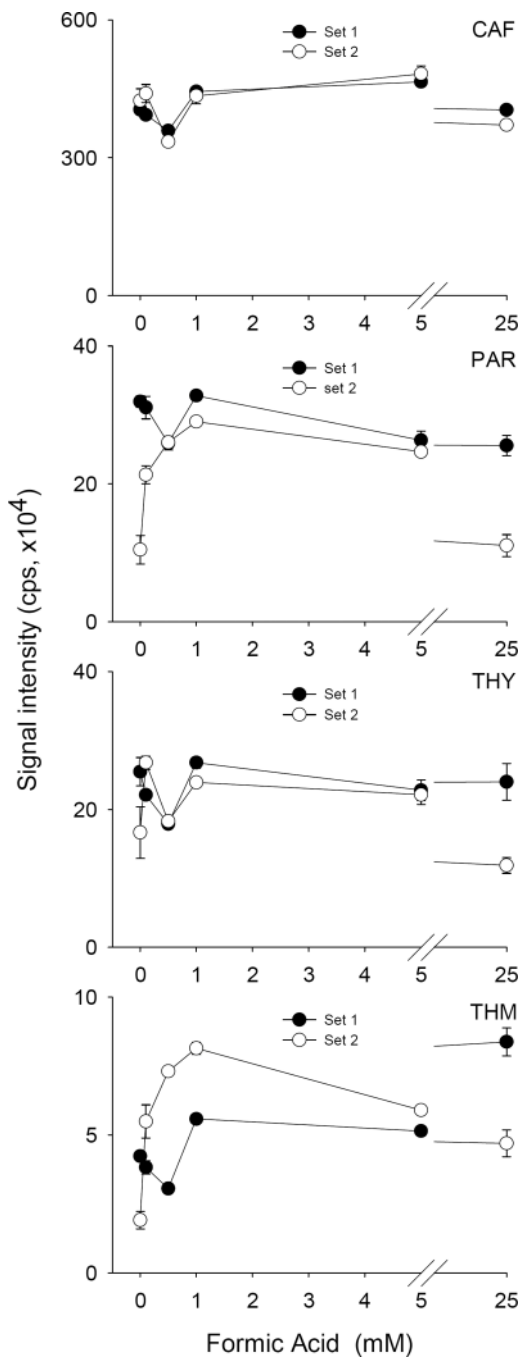 600
Set 1
Set 2
CAF
300
0
0 1 2 3 4 5 25
40
Set 1
set 2
PAR
20
0
0 1 2 3 4 5 25
Signal intensity (cps, x10⁴)
40
Set 1
Set 2
THY
20
0
0 1 2 3 4 5 25
10
Set 1
Set 2
THM
5
0
0 1 2 3 4 5 25
Formic Acid (mM)